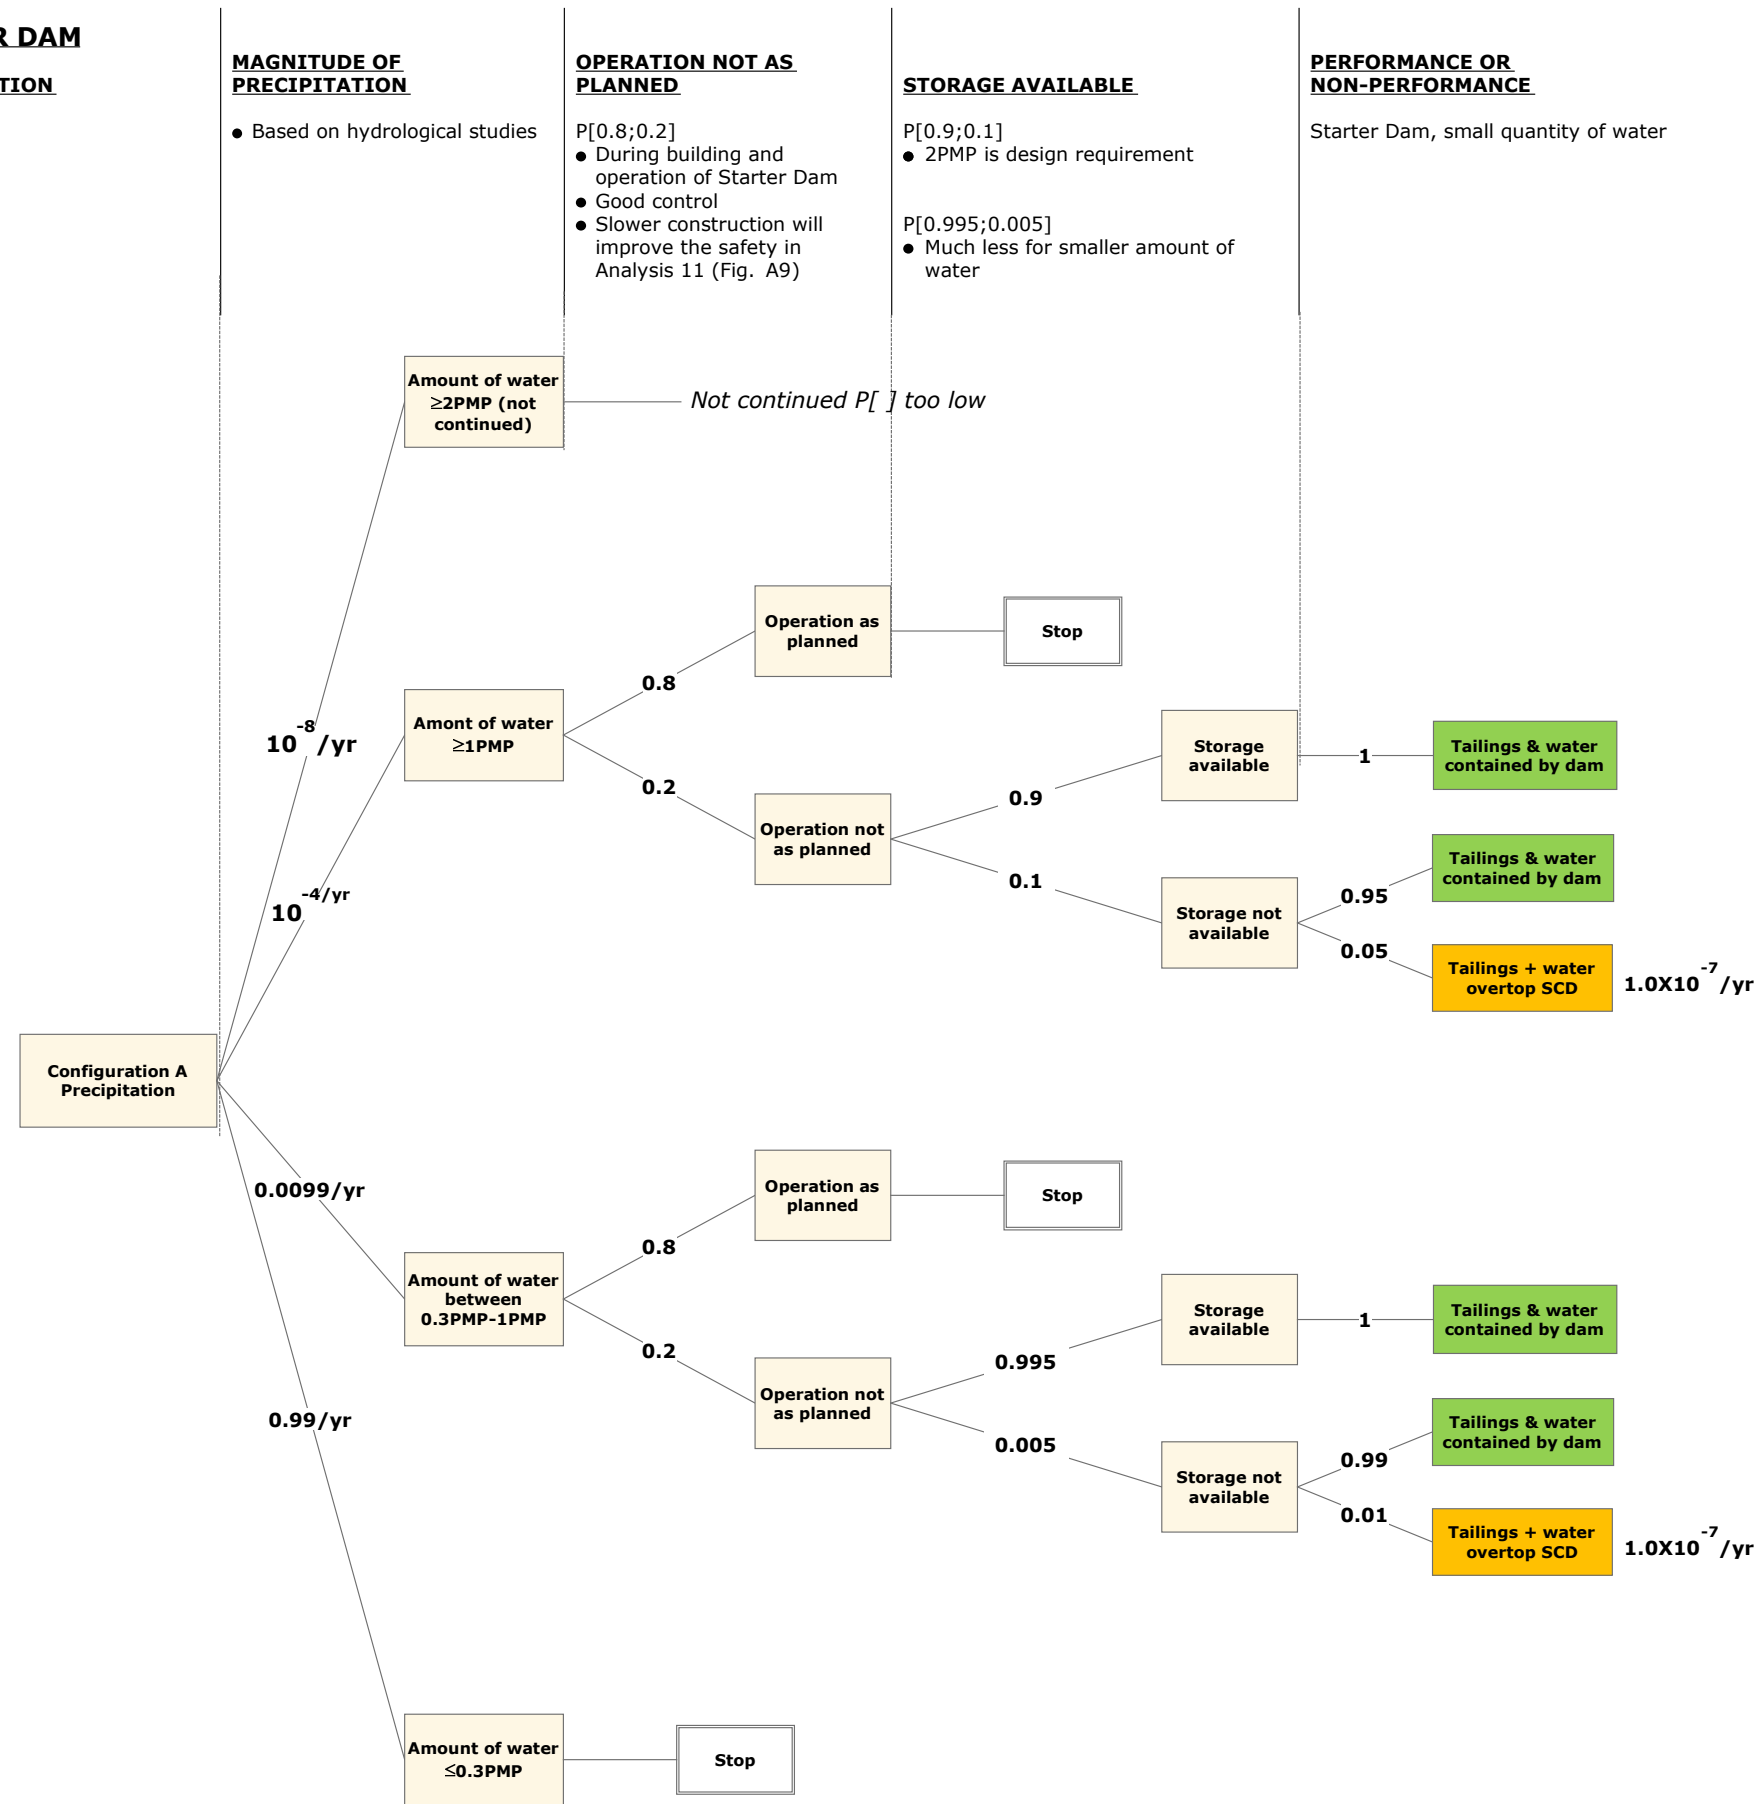 R DAM
TION
MAGNITUDE OF
PRECIPITATION
● Based on hydrological studies
OPERATION NOT AS
PLANNED
P[0.8;0.2]
● During building and
operation of Starter Dam
● Good control
● Slower construction will
improve the safety in
Analysis 11 (Fig. A9)
STORAGE AVAILABLE
P[0.9;0.1]
● 2PMP is design requirement
P[0.995;0.005]
● Much less for smaller amount of
water
PERFORMANCE OR
NON-PERFORMANCE
Starter Dam, small quantity of water
Amount of water
≥2PMP (not
continued)
Not continued P[ ] too low
Operation as
planned
Stop
0.8
10⁻⁸/yr
Amont of water
≥1PMP
0.2
Storage
available
1
Tailings & water
contained by dam
0.9
Operation not
as planned
0.1
Tailings & water
contained by dam
0.95
10⁻⁴/yr
Storage not
available
0.05
Tailings + water
overtop SCD
1.0X10⁻⁷/yr
Configuration A
Precipitation
0.0099/yr
Operation as
planned
Stop
0.8
Amount of water
between
0.3PMP-1PMP
0.2
Storage
available
1
Tailings & water
contained by dam
0.995
Operation not
as planned
0.005
Tailings & water
contained by dam
0.99
0.99/yr
Storage not
available
0.01
Tailings + water
overtop SCD
1.0X10⁻⁷/yr
Amount of water
≤0.3PMP
Stop